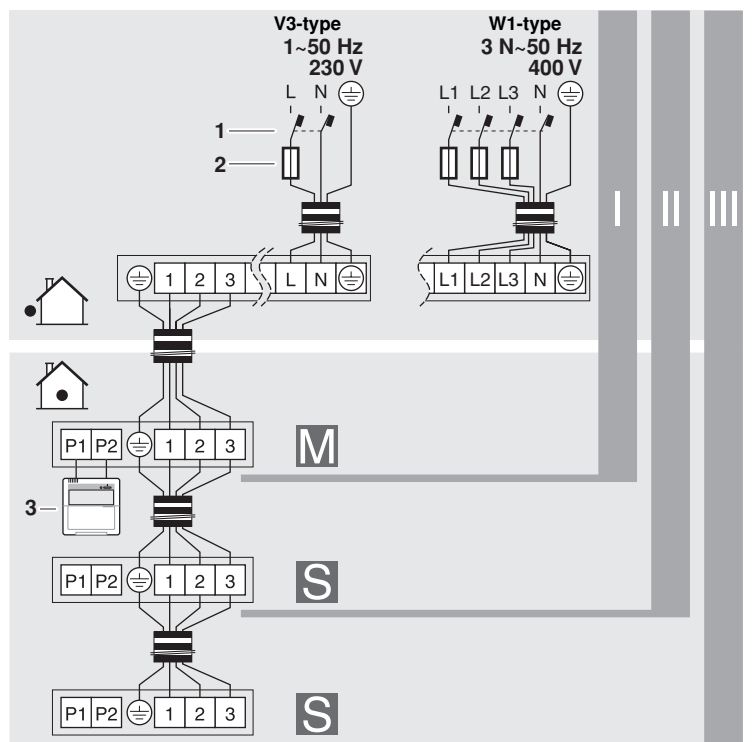 V3-type W1-type
1~50 Hz 3 N~50 Hz
230 V 400 V
L N L1 L2 L3 N
1
2
I II III
1 2 3 L N L1 L2 L3 N
P1 P2 1 2 3 M
3
P1 P2 1 2 3 S
P1 P2 1 2 3 S